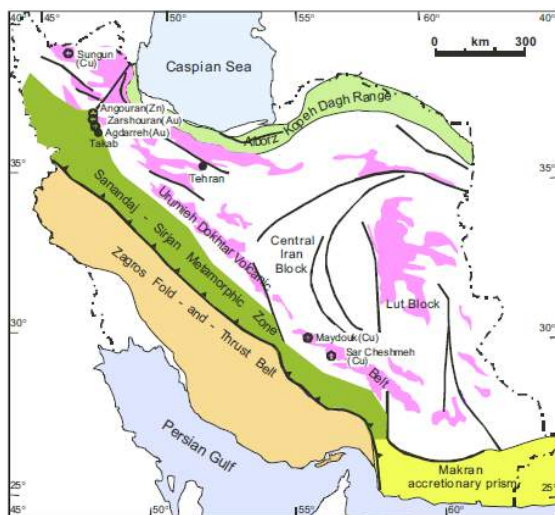 40°
45°
50°
55°
60°
40°
Sungun
(Cu)
Caspian Sea
0
km
300
Angouran(Zn)
Zarshouran(Au)
Agdarreh(Au)
Takab
Alborz - Kopeh Dagh Range
35°
35°
Tehran
Urumieh Dokhtar Volcanic
Sanandaj - Sirjan Metamorphic Zone
Central
Iran
Block
Zagros Fold - and - Thrust Belt
Lut Block
30°
30°
Maydouk(Cu)
Sar Cheshmeh
(Cu)
Belt
Persian Gulf
Makran
accretionary prism
25°
25°
45°
50°
55°
60°